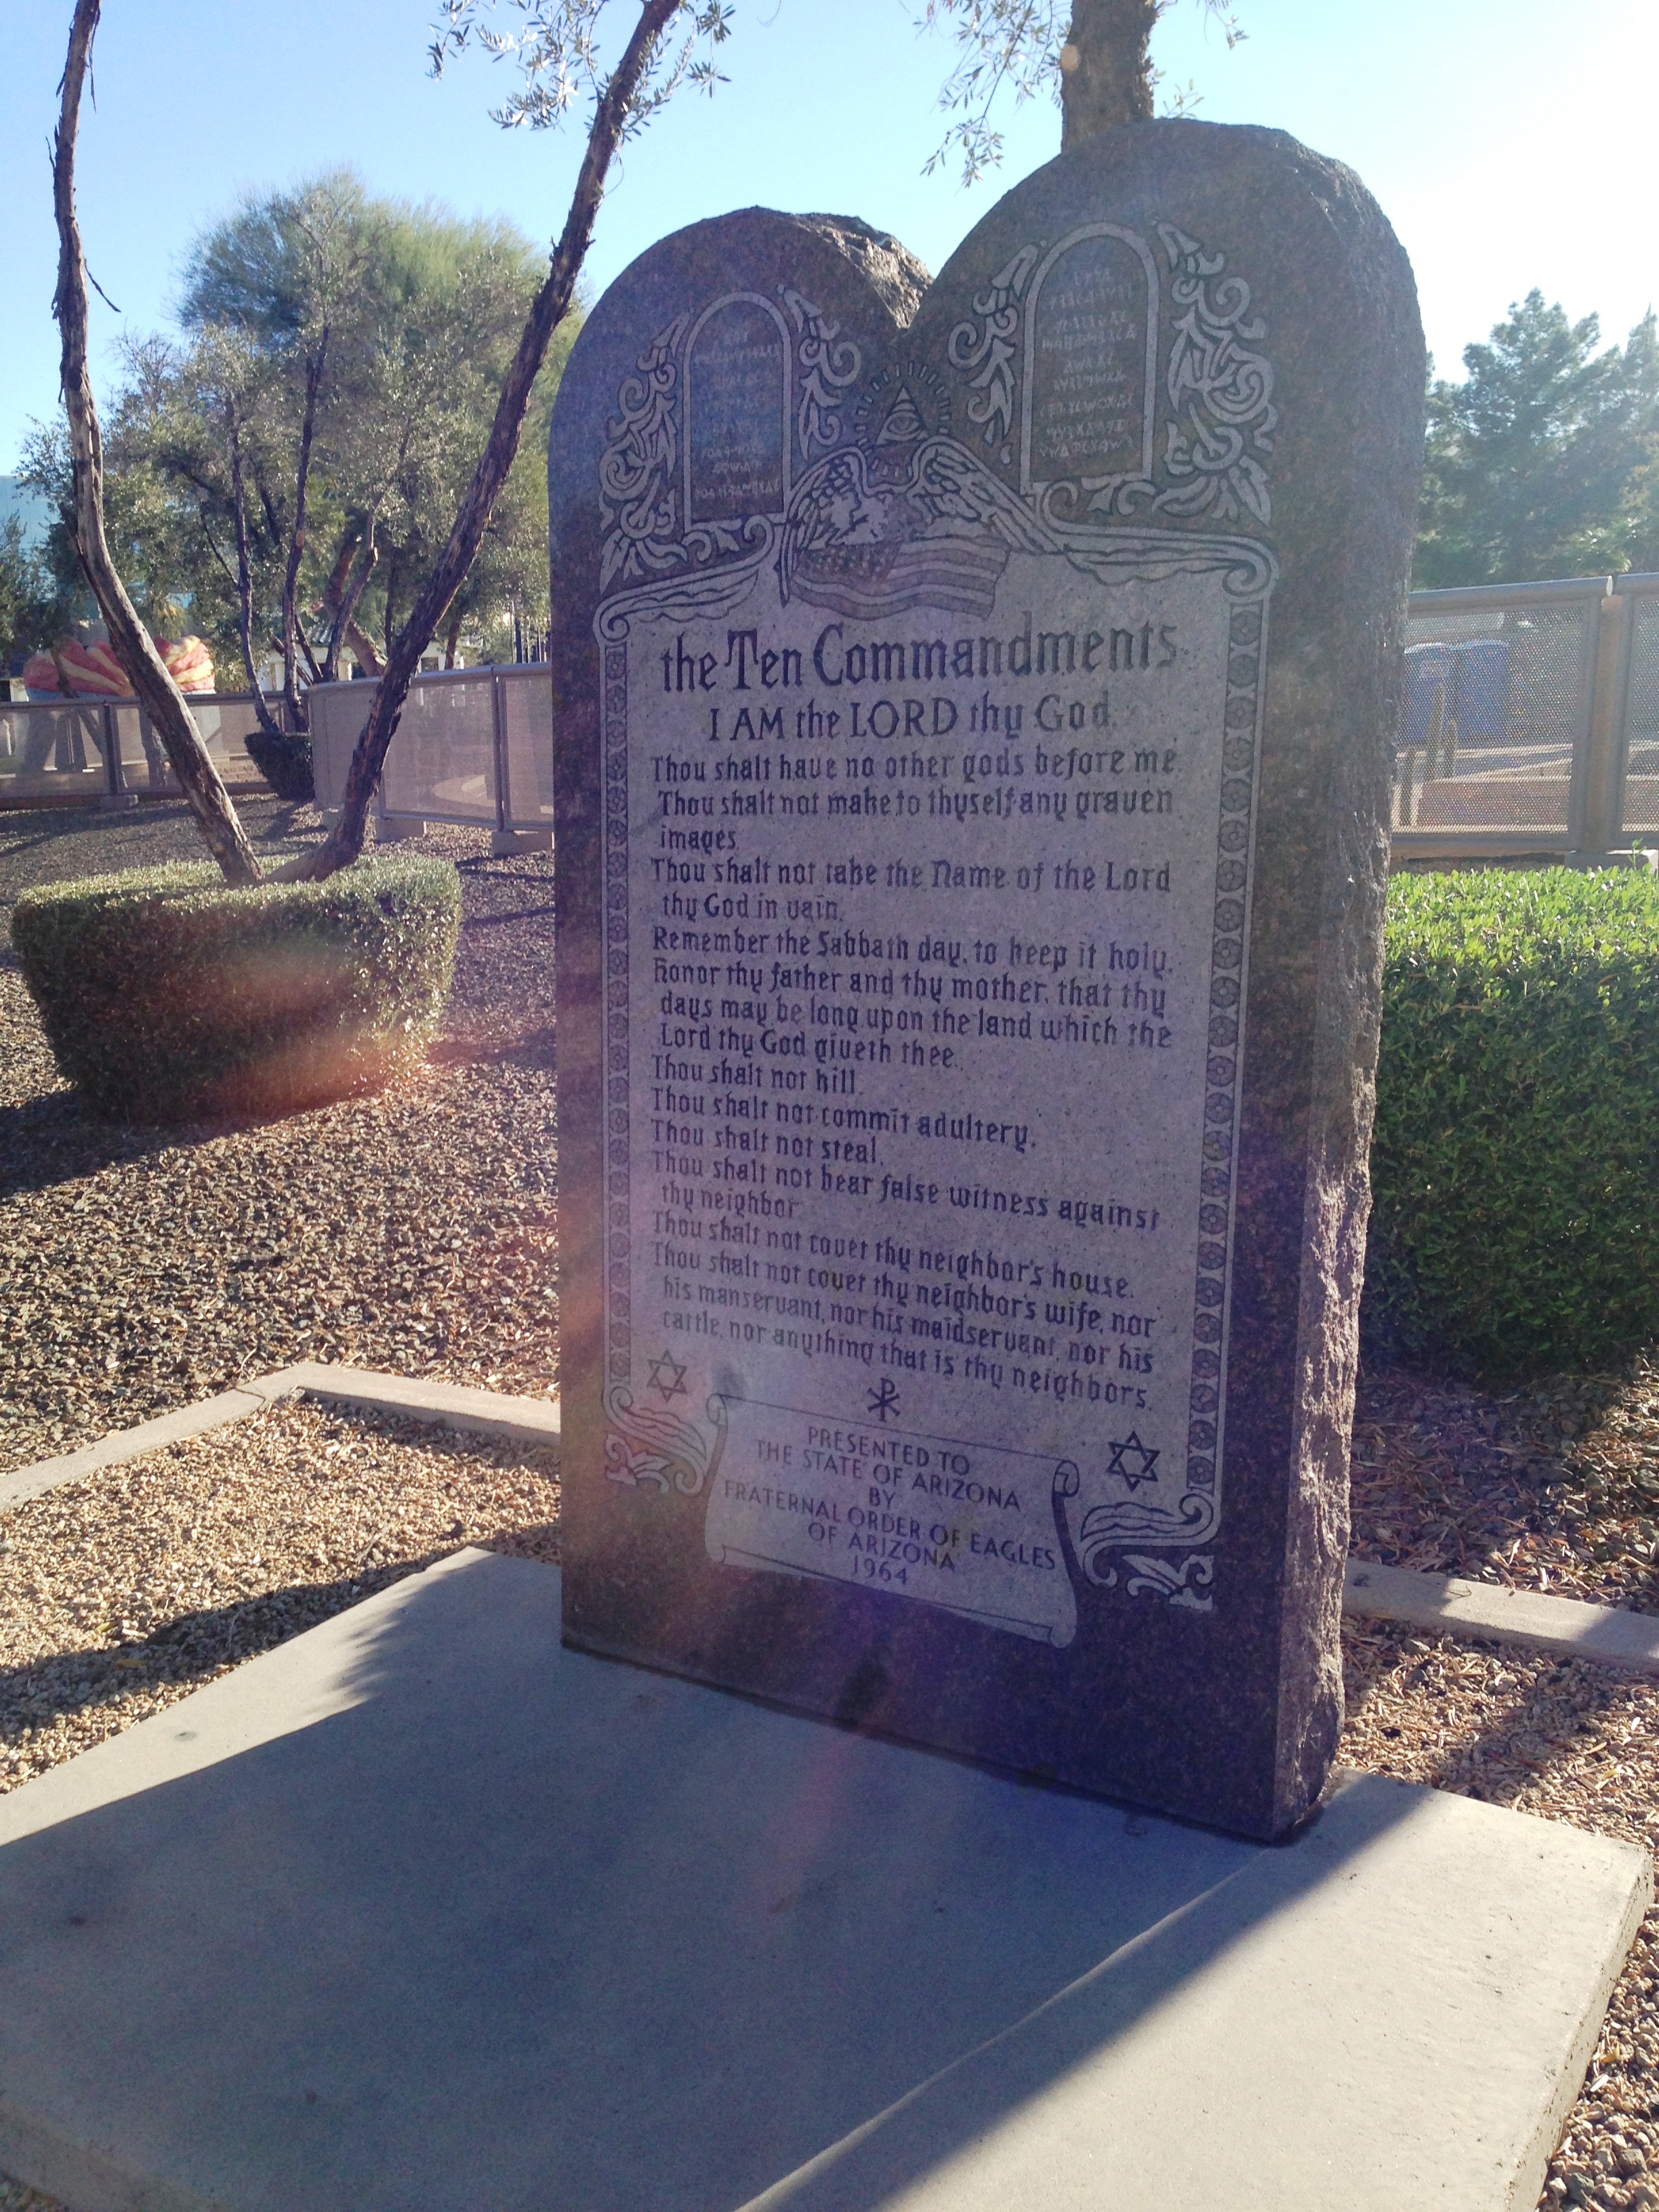 the Ten Commandments
I AM the LORD thy God.
Thou shalt have no other gods before me.
Thou shalt not make to thyself any graven
images.
Thou shalt not take the Name of the Lord
thy God in vain.
Remember the Sabbath day, to keep it holy.
Honor thy father and thy mother, that thy
days may be long upon the land which the
Lord thy God giveth thee.
Thou shalt not kill.
Thou shalt not commit adultery.
Thou shalt not steal.
Thou shalt not bear false witness against
thy neighbor.
Thou shalt not covet thy neighbor's house.
Thou shalt not covet thy neighbor's wife, nor
his manservant, nor his maidservant, nor his
cattle, nor anything that is thy neighbors.
PRESENTED TO
THE STATE OF ARIZONA
BY
FRATERNAL ORDER OF EAGLES
OF ARIZONA
1964